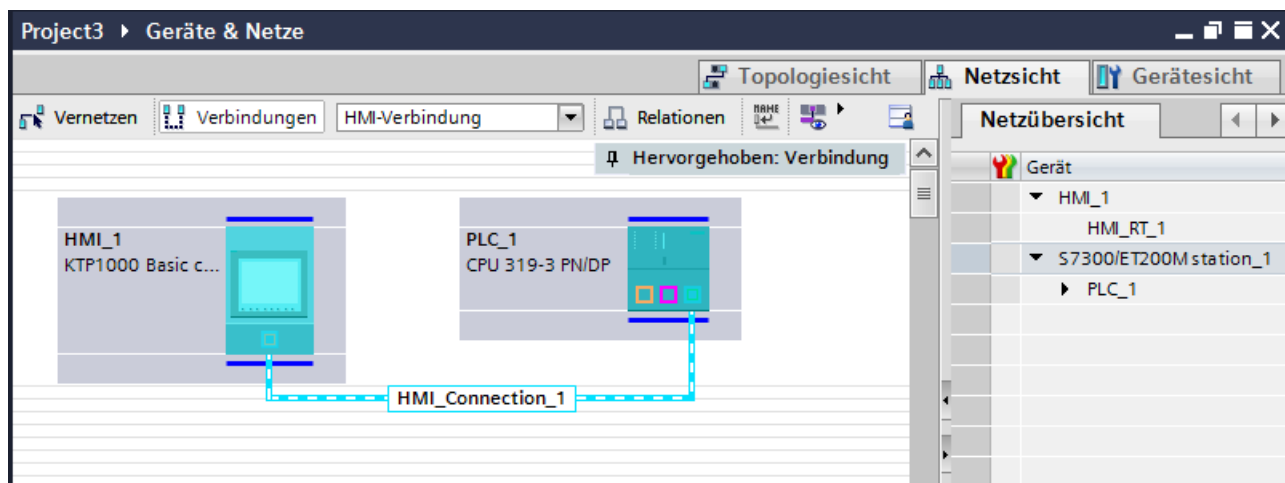 Project3 Geräte & Netze
Topologiesicht Netzsicht Gerätesicht
Vernetzen Verbindungen HMI-Verbindung Relationen NAME Netzübersicht
Hervorgehoben: Verbindung
Gerät
HMI_1
HMI_RT_1
S7300/ET200M station_1
PLC_1
HMI_1
KTP1000 Basic c...
PLC_1
CPU 319-3 PN/DP
HMI_Connection_1